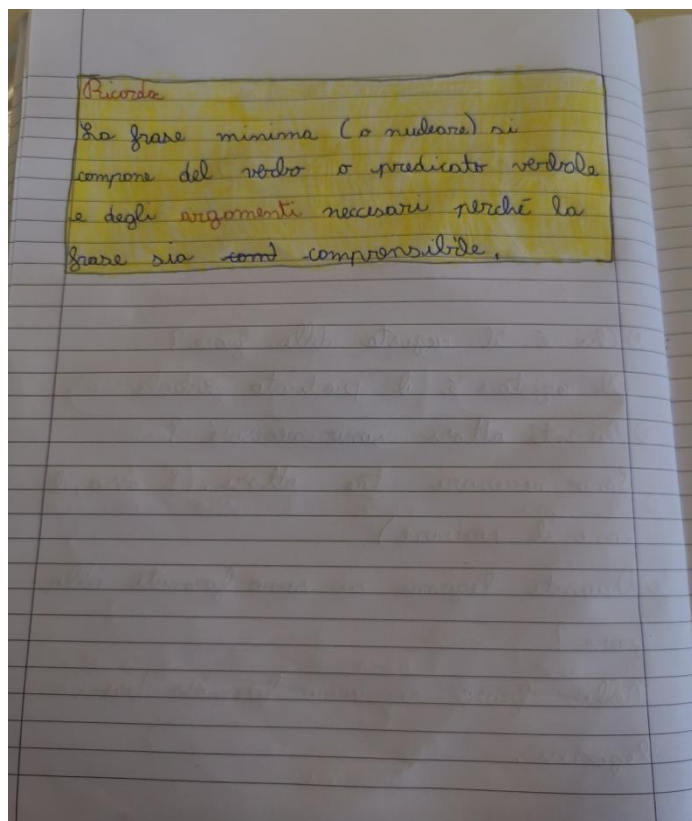 Ricorda
La frase minima (o nucleare) si
compone del verbo o predicato verbale
e degli argomenti neccesari perché la
frase sia com comprensibile.